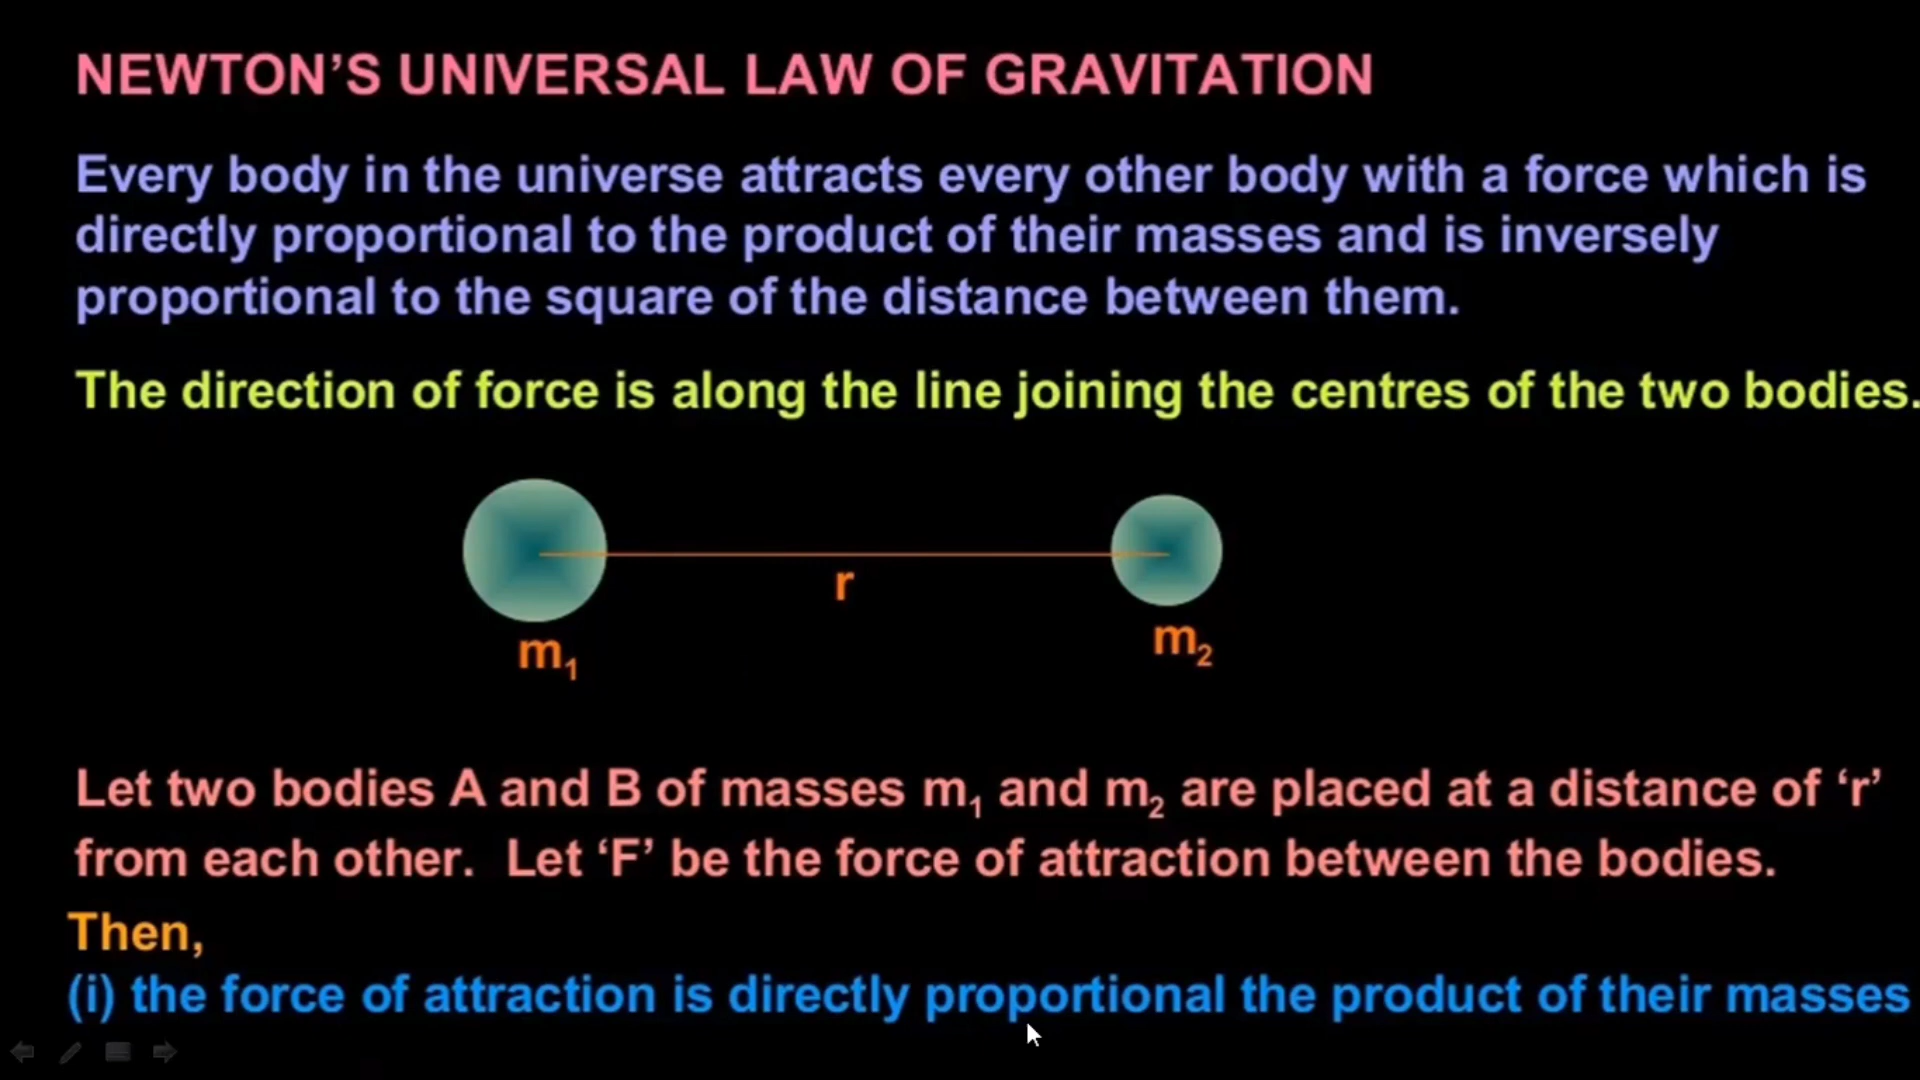 NEWTON’S UNIVERSAL LAW OF GRAVITATION
Every body in the universe attracts every other body with a force which is
directly proportional to the product of their masses and is inversely
proportional to the square of the distance between them.
The direction of force is along the line joining the centres of the two bodies.
r
m₁
m₂
Let two bodies A and B of masses m₁ and m₂ are placed at a distance of ‘r’
from each other. Let ‘F’ be the force of attraction between the bodies.
Then,
(i) the force of attraction is directly proportional the product of their masses